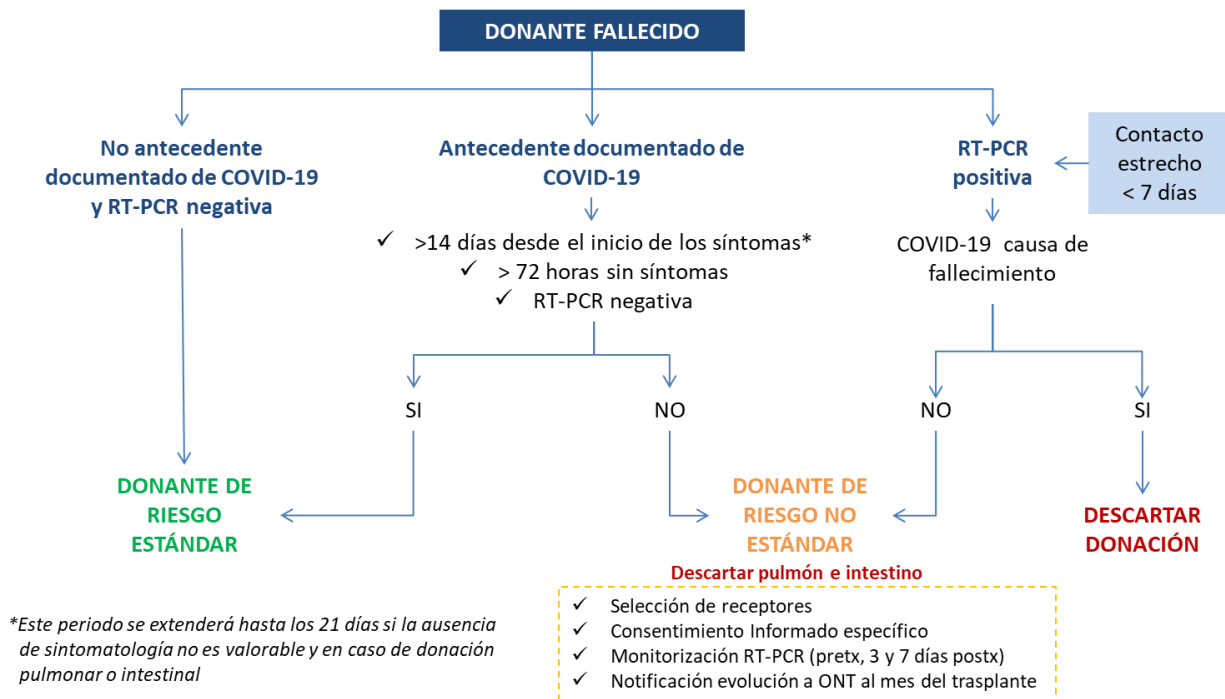 DONANTE FALLECIDO
No antecedente
documentado de COVID-19
y RT-PCR negativa
Antecedente documentado de
COVID-19
RT-PCR
positiva
Contacto
estrecho
< 7 días
✓ >14 días desde el inicio de los síntomas*
✓ > 72 horas sin síntomas
✓ RT-PCR negativa
COVID-19 causa de
fallecimiento
SI
NO
NO
SI
DONANTE DE
RIESGO
ESTÁNDAR
DONANTE DE
RIESGO NO
ESTÁNDAR
DESCARTAR
DONACIÓN
Descartar pulmón e intestino
✓ Selección de receptores
✓ Consentimiento Informado específico
✓ Monitorización RT-PCR (pretx, 3 y 7 días postx)
✓ Notificación evolución a ONT al mes del trasplante
*Este periodo se extenderá hasta los 21 días si la ausencia
de sintomatología no es valorable y en caso de donación
pulmonar o intestinal